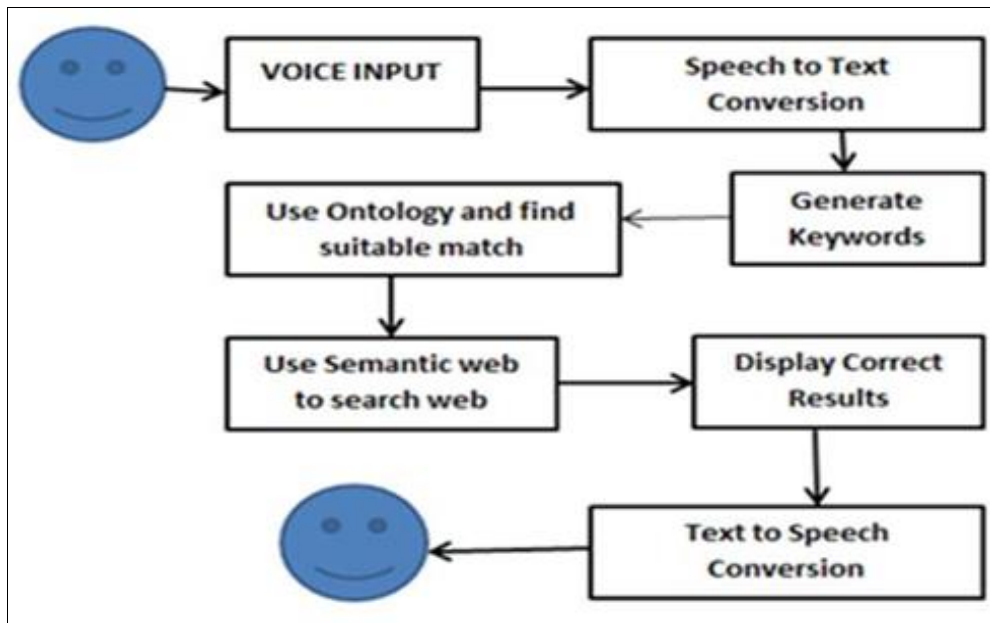 VOICE INPUT
Speech to Text
Conversion
Generate
Keywords
Use Ontology and find
suitable match
Use Semantic web
to search web
Display Correct
Results
Text to Speech
Conversion